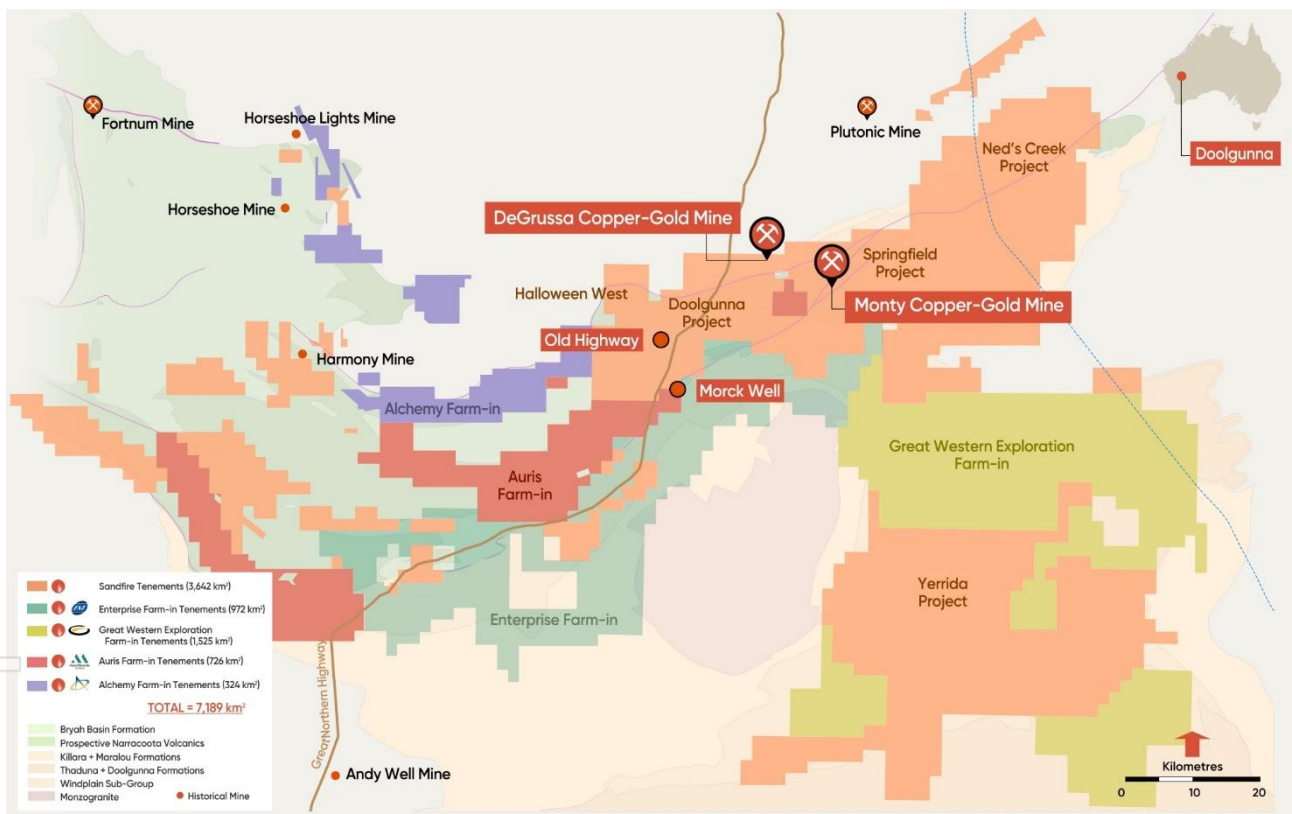 Fortnum Mine
Horseshoe Lights Mine
Horseshoe Mine
Plutonic Mine
Ned's Creek
Project
Doolgunna
DeGrussa Copper-Gold Mine
Springfield
Project
Halloween West
Doolgunna
Project
Monty Copper-Gold Mine
Old Highway
Harmony Mine
Morck Well
Alchemy Farm-in
Great Western Exploration
Farm-in
Auris
Farm-in
Yerrida
Project
Enterprise Farm-in
Great Northern Highway
Andy Well Mine
Sandfire Tenements (3,642 km²)
ENT
Enterprise Farm-in Tenements (972 km²)
Great Western Exploration
Farm-in Tenements (1,525 km²)
Auris Farm-in Tenements (726 km²)
Alchemy Farm-in Tenements (324 km²)
TOTAL = 7,189 km²
Bryah Basin Formation
Prospective Narracoota Volcanics
Killara + Maralou Formations
Thaduna + Doolgunna Formations
Windplain Sub-Group
Monzogranite
Historical Mine
Kilometres
0 10 20